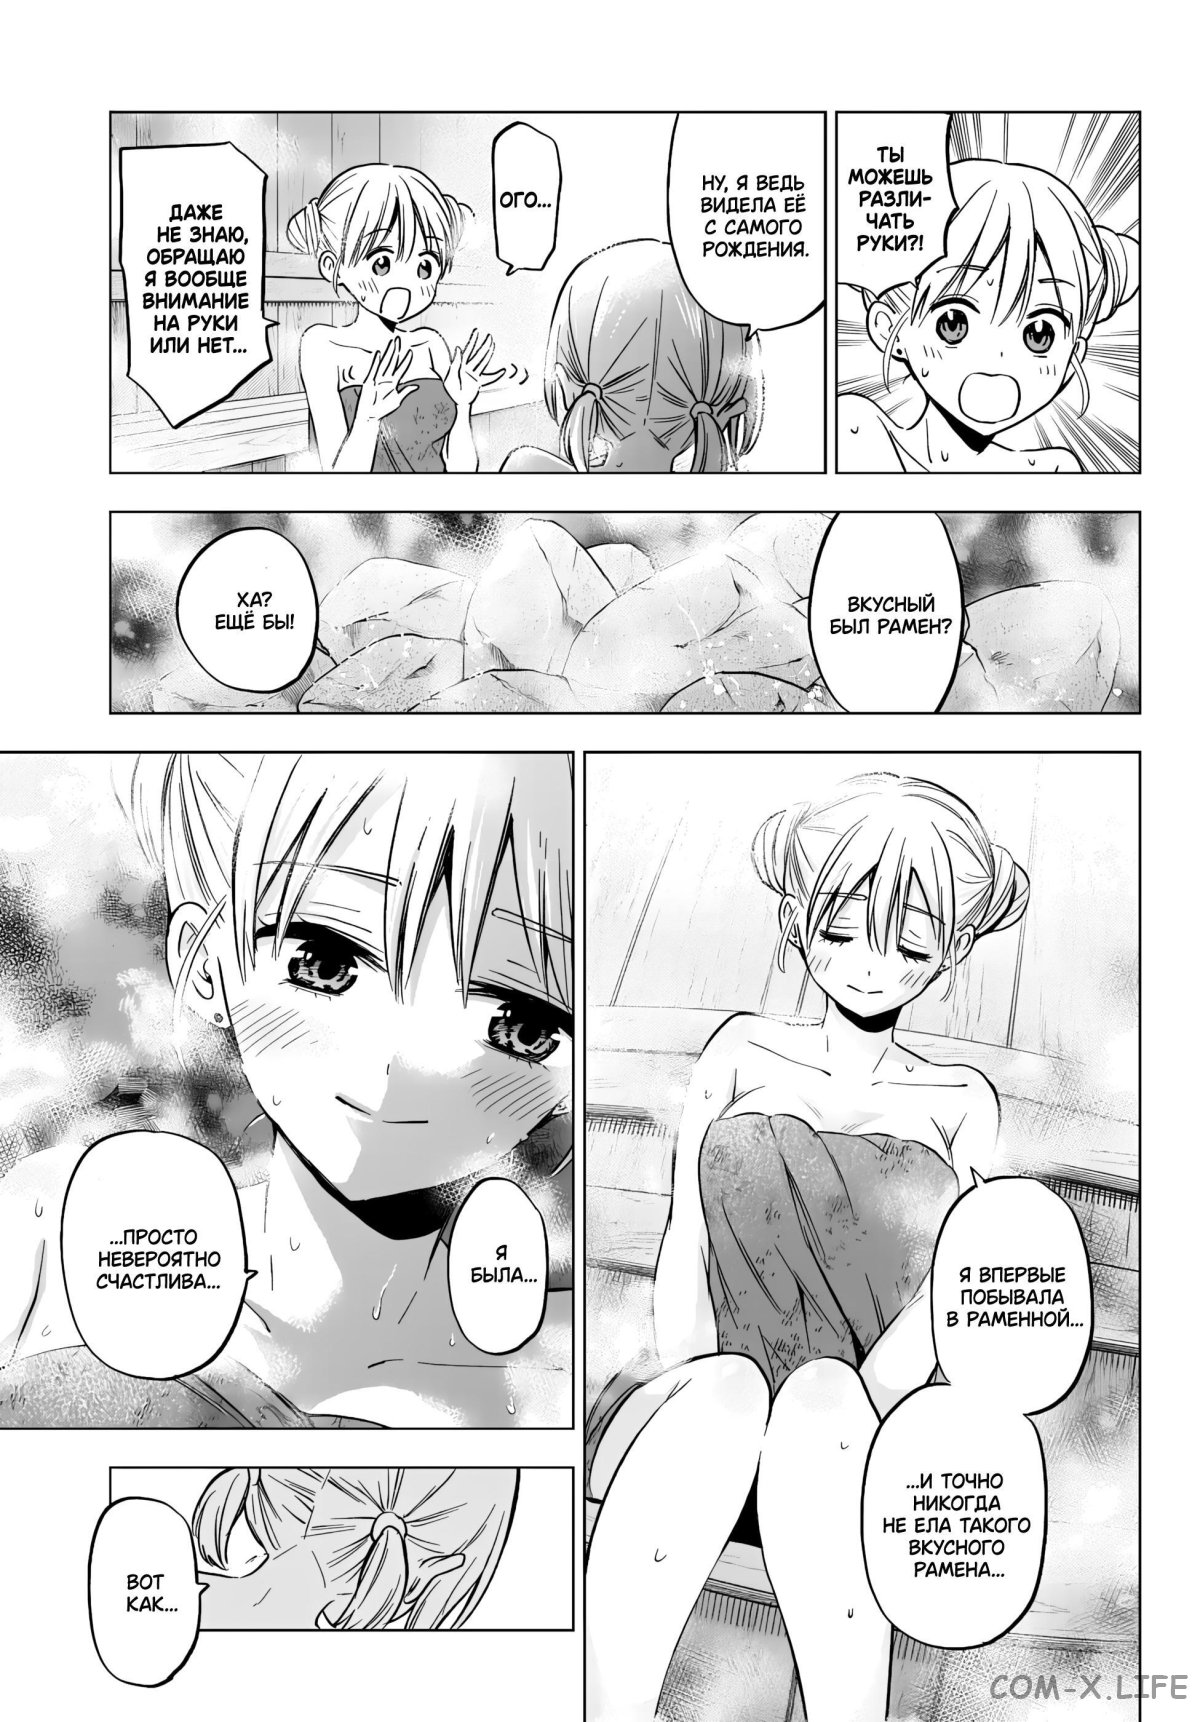 ТЫ
МОЖЕШЬ
РАЗЛИ-
ЧАТЬ
РУКИ?!
НУ, Я ВЕДЬ
ВИДЕЛА ЕЁ
С САМОГО
РОЖДЕНИЯ.
ОГО...
ДАЖЕ
НЕ ЗНАЮ,
ОБРАЩАЮ
Я ВООБЩЕ
ВНИМАНИЕ
НА РУКИ
ИЛИ НЕТ...
ВКУСНЫЙ
БЫЛ РАМЕН?
ХА?
ЕЩЁ БЫ!
Я ВПЕРВЫЕ
ПОБЫВАЛА
В РАМЕННОЙ...
...И ТОЧНО
НИКОГДА
НЕ ЕЛА ТАКОГО
ВКУСНОГО
РАМЕНА...
Я
БЫЛА...
...ПРОСТО
НЕВЕРОЯТНО
СЧАСТЛИВА...
ВОТ
КАК...
COM-X.LIFE